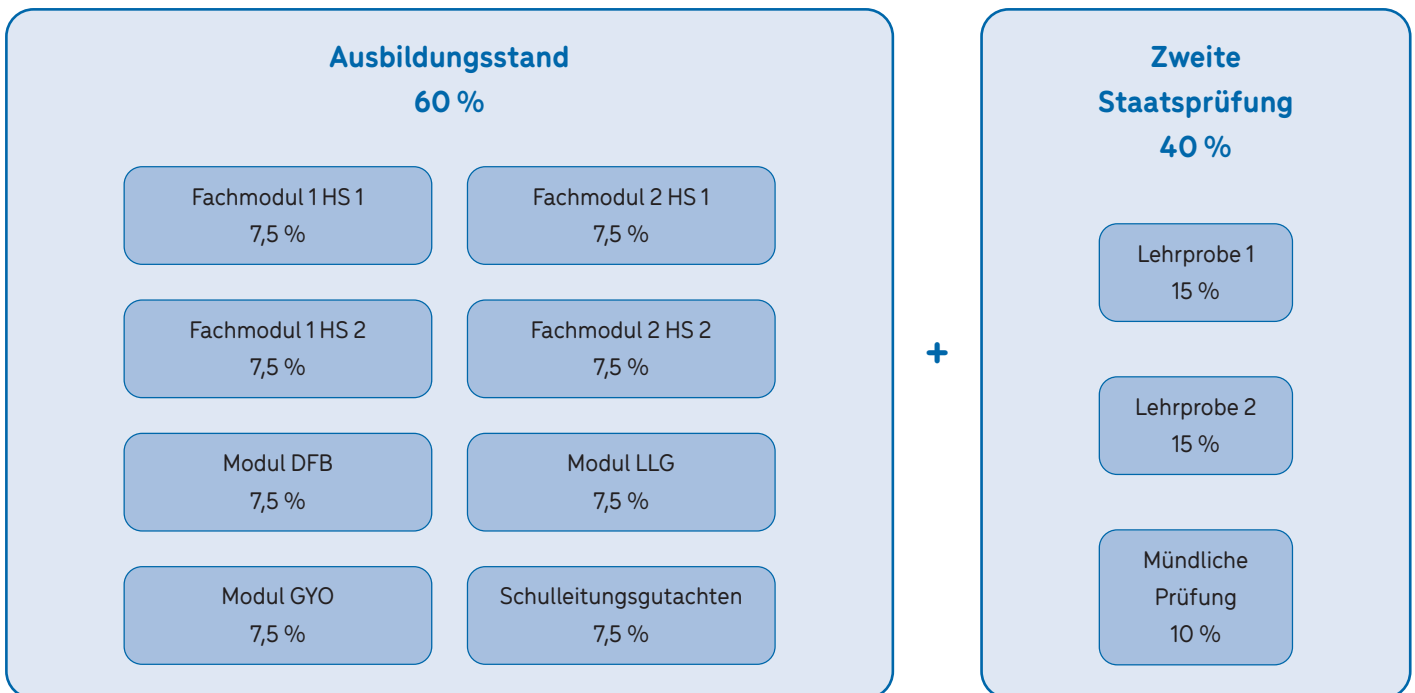 Ausbildungsstand
60 %
Fachmodul 1 HS 1
7,5 %
Fachmodul 2 HS 1
7,5 %
Fachmodul 1 HS 2
7,5 %
Fachmodul 2 HS 2
7,5 %
Modul DFB
7,5 %
Modul LLG
7,5 %
Modul GYO
7,5 %
Schulleitungsgutachten
7,5 %
+
Zweite
Staatsprüfung
40 %
Lehrprobe 1
15 %
Lehrprobe 2
15 %
Mündliche
Prüfung
10 %